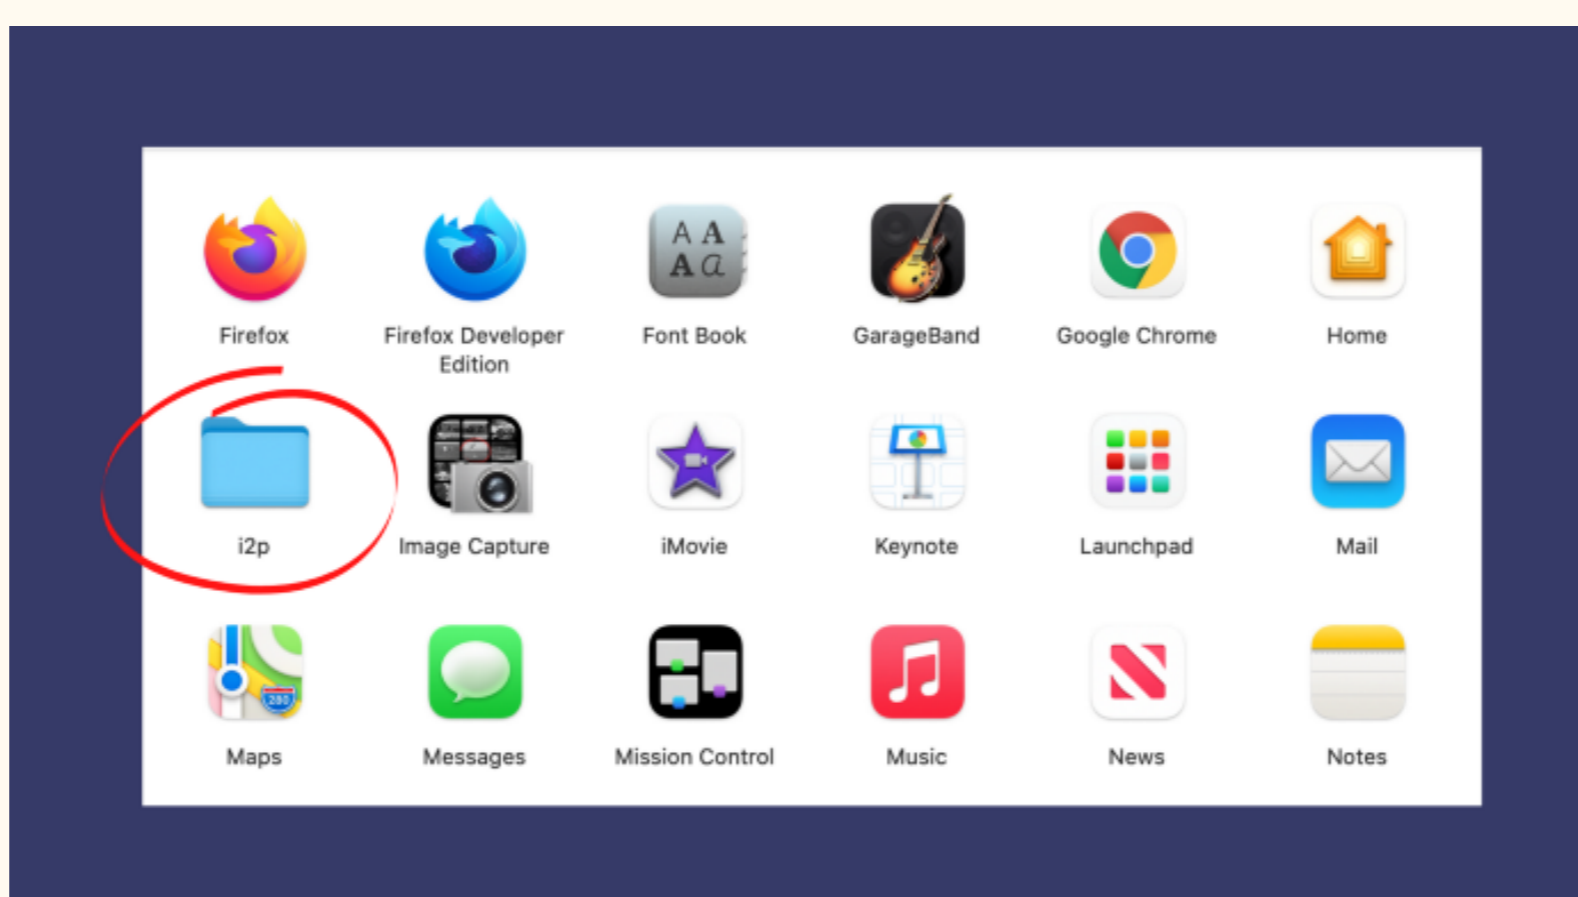 A A
A a
Firefox
Firefox Developer
Edition
Font Book
GarageBand
Google Chrome
Home
i2p
Image Capture
iMovie
Keynote
Launchpad
Mail
280
Maps
Messages
Mission Control
Music
News
Notes